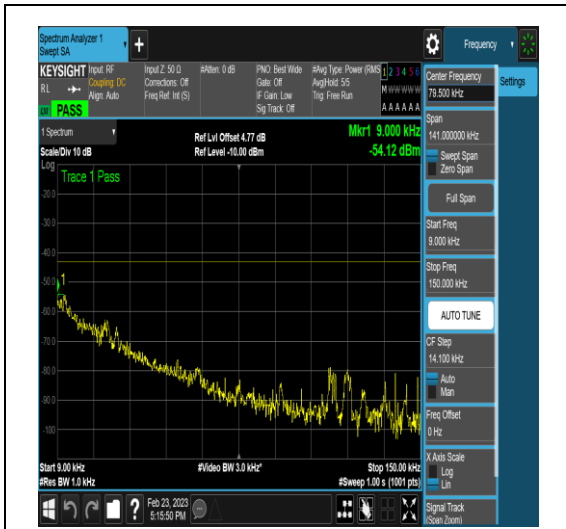 Spectrum Analyzer 1
Swept SA
+
Frequency
KEYSIGHT
Input: RF
Coupling: DC
Align: Auto
Input Z: 50 Ω
Corrections: Off
Freq Ref: Int (S)
#Atten: 0 dB
PNO: Best Wide
Gate: Off
IF Gain: Low
Sig Track: Off
#Avg Type: Power (RMS
Avg|Hold: 5/5
Trig: Free Run
1 2 3 4 5 6
M W W W W W
A A A A A A
R L
PASS
Settings
Center Frequency
79.500 kHz
Span
141.000000 kHz
Swept Span
Zero Span
Full Span
Start Freq
9.000 kHz
Stop Freq
150.000 kHz
AUTO TUNE
CF Step
14.100 kHz
Auto
Man
Freq Offset
0 Hz
X Axis Scale
Log
Lin
Signal Track
(Span Zoom)
1 Spectrum
Scale/Div 10 dB
Ref Lvl Offset 4.77 dB
Ref Level -10.00 dBm
Mkr1 9.000 kHz
-54.12 dBm
Log
Trace 1 Pass
-20.0
-30.0
-40.0
-50.0
-60.0
-70.0
-80.0
-90.0
-100
1
Start 9.00 kHz
#Res BW 1.0 kHz
#Video BW 3.0 kHz*
Stop 150.00 kHz
#Sweep 1.00 s (1001 pts)
?
Feb 23, 2023
5:15:50 PM